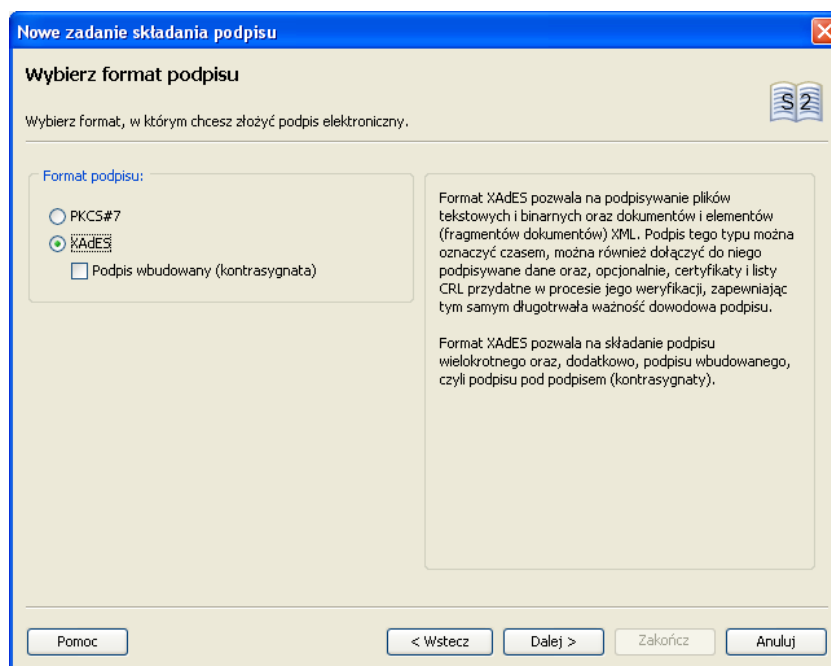 Nowe zadanie składania podpisu
Wybierz format podpisu
Wybierz format, w którym chcesz złożyć podpis elektroniczny.
S 2
Format podpisu:
PKCS#7
XAdES
Podpis wbudowany (kontrasygnata)
Format XAdES pozwala na podpisywanie plików
tekstowych i binarnych oraz dokumentów i elementów
(fragmentów dokumentów) XML. Podpis tego typu można
oznaczyć czasem, można również dołączyć do niego
podpisywane dane oraz, opcjonalnie, certyfikaty i listy
CRL przydatne w procesie jego weryfikacji, zapewniając
tym samym długotrwała ważność dowodowa podpisu.
Format XAdES pozwala na składanie podpisu
wielokrotnego oraz, dodatkowo, podpisu wbudowanego,
czyli podpisu pod podpisem (kontrasygnaty).
Pomoc
< Wstecz
Dalej >
Zakończ
Anuluj